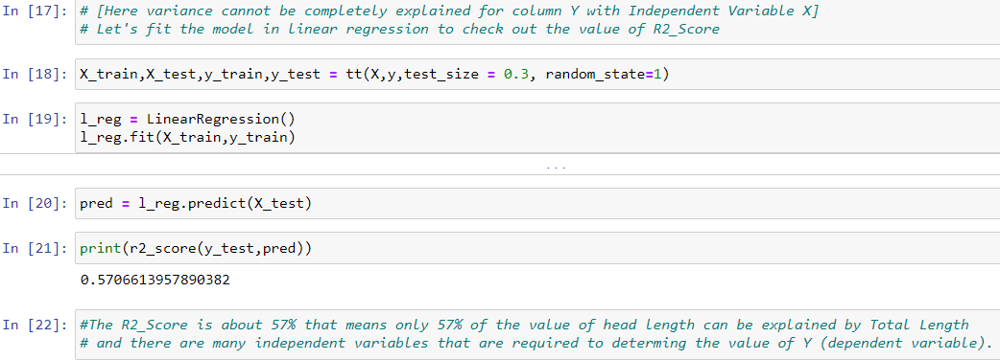 In [17]: # [Here variance cannot be completely explained for column Y with Independent Variable X]
# Let's fit the model in linear regression to check out the value of R2_Score
In [18]: X_train,X_test,y_train,y_test = tt(X,y,test_size = 0.3, random_state=1)
In [19]: l_reg = LinearRegression()
l_reg.fit(X_train,y_train)
...
In [20]: pred = l_reg.predict(X_test)
In [21]: print(r2_score(y_test,pred))
0.5706613957890382
In [22]: #The R2_Score is about 57% that means only 57% of the value of head length can be explained by Total Length
# and there are many independent variables that are required to determing the value of Y (dependent variable).